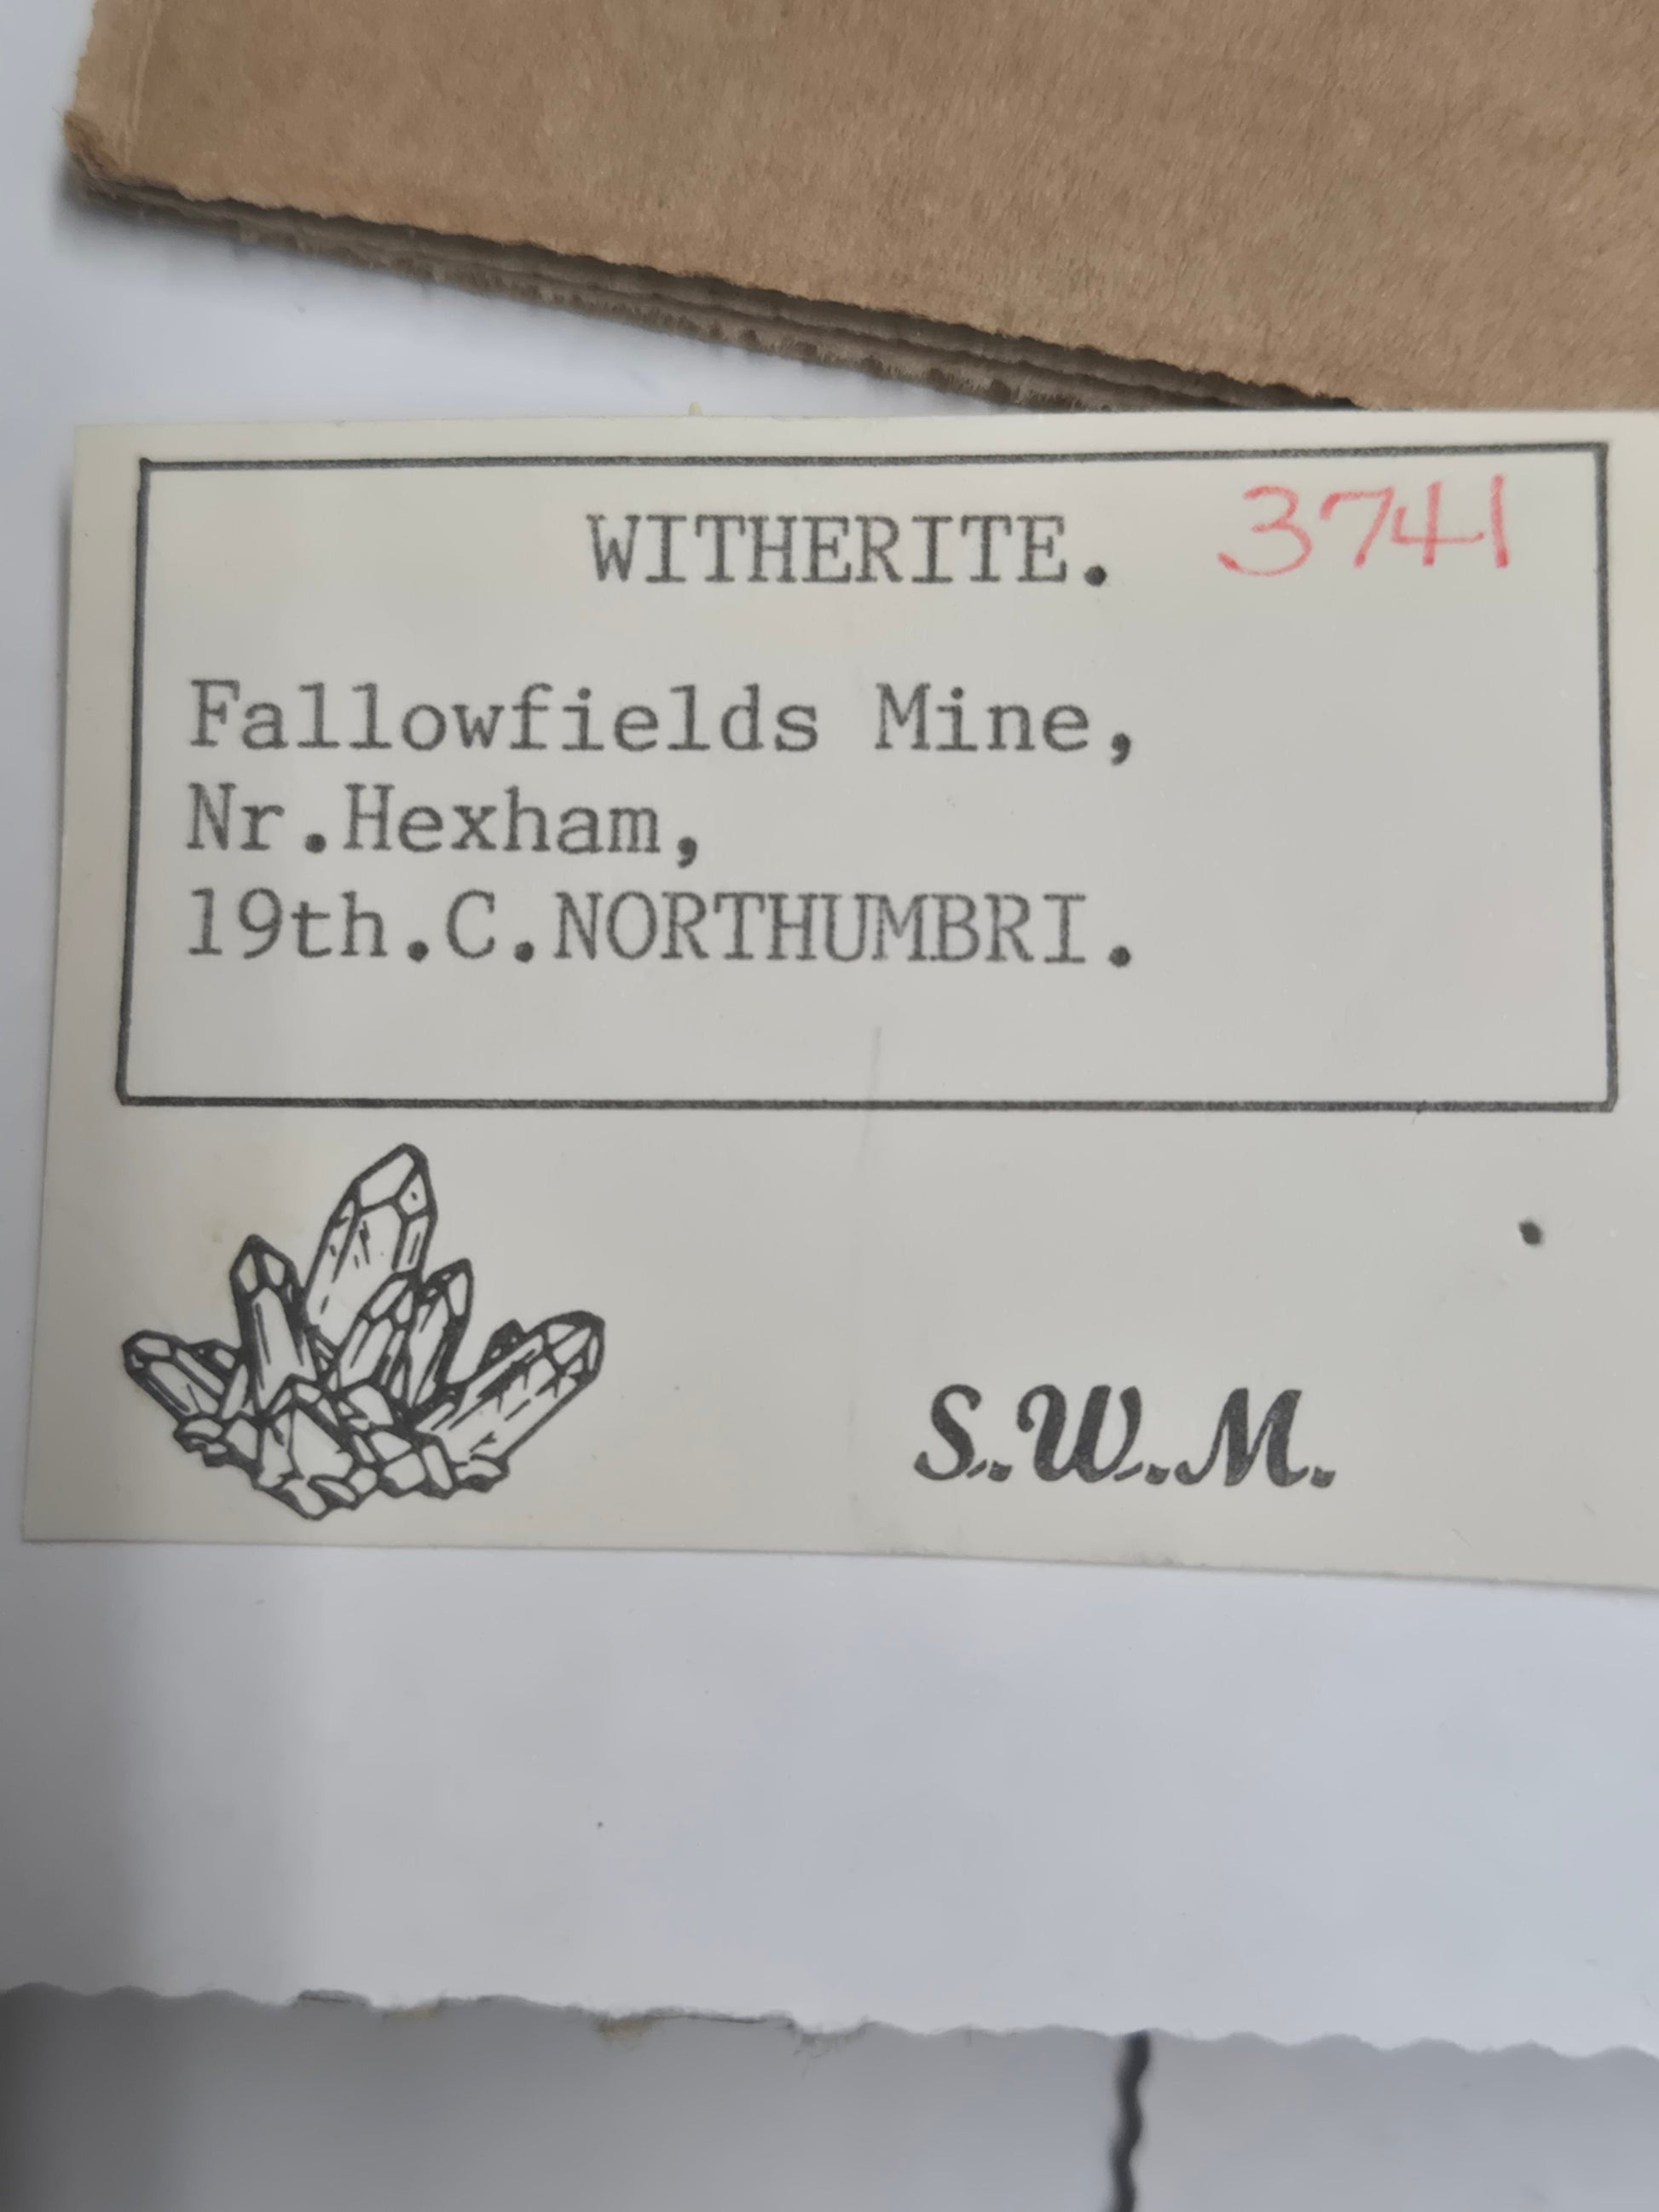 WITHERITE. 3741
Fallowfields Mine,
Nr.Hexham,
19th.C.NORTHUMBRI.
S.W.M.